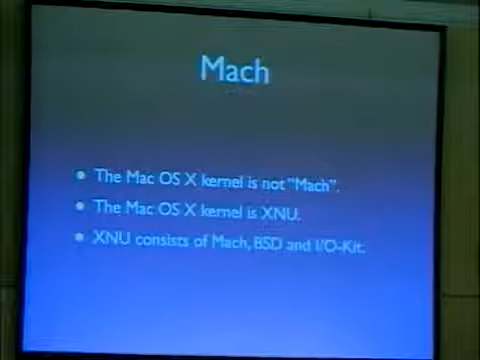 Mach
• The Mac OS X kernel is not "Mach".
• The Mac OS X kernel is XNU.
• XNU consists of Mach, BSD and I/O-Kit.